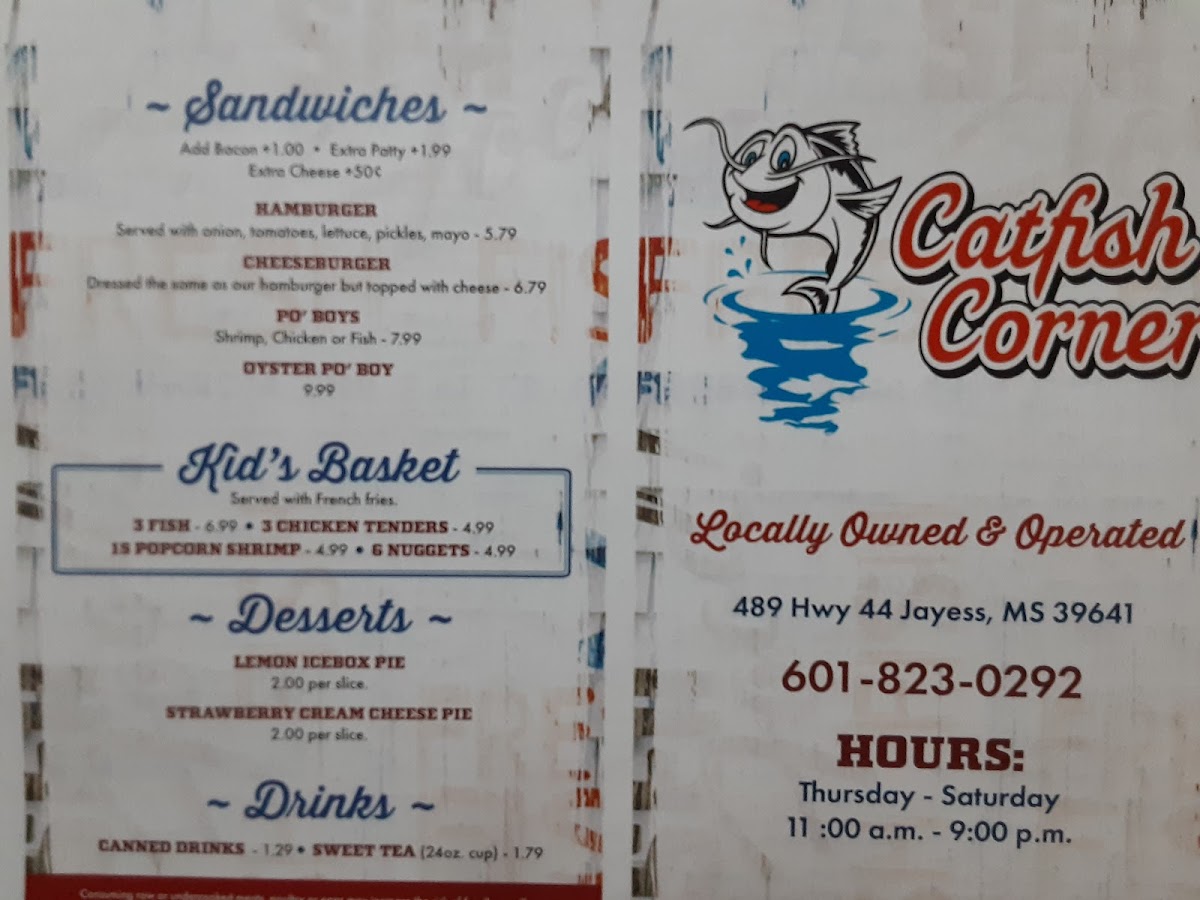 ~ Sandwiches ~
Add Bacon +1.00 • Extra Patty +1.99
Extra Cheese +50¢
HAMBURGER
Served with onion, tomatoes, lettuce, pickles, mayo - 5.79
CHEESEBURGER
Dressed the same as our hamburger but topped with cheese - 6.79
PO' BOYS
Shrimp, Chicken or Fish - 7.99
OYSTER PO' BOY
9.99
Kid's Basket
Served with French fries.
3 FISH - 6.99 • 3 CHICKEN TENDERS - 4.99
15 POPCORN SHRIMP - 4.99 • 6 NUGGETS - 4.99
~ Desserts ~
LEMON ICEBOX PIE
2.00 per slice.
STRAWBERRY CREAM CHEESE PIE
2.00 per slice.
~ Drinks ~
CANNED DRINKS - 1.29 • SWEET TEA (24oz. cup) - 1.79
Consuming raw or undercooked meats, poultry
Catfish
Corner
Locally Owned & Operated
489 Hwy 44 Jayess, MS 39641
601-823-0292
HOURS:
Thursday - Saturday
11 :00 a.m. - 9:00 p.m.